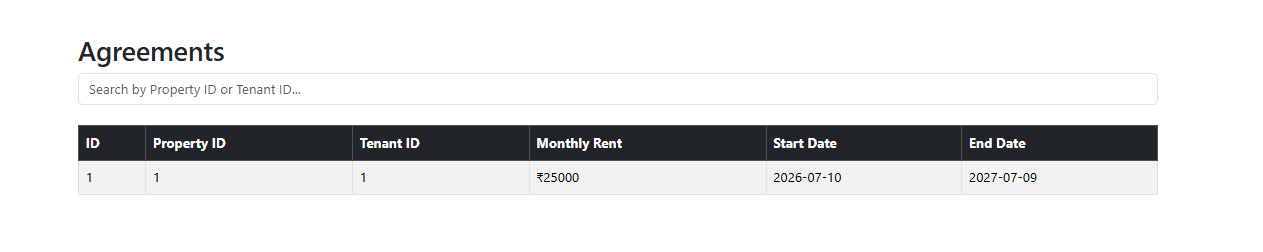 Agreements
Search by Property ID or Tenant ID...
ID Property ID Tenant ID Monthly Rent Start Date End Date
1 1 1 ₹25000 2026-07-10 2027-07-09